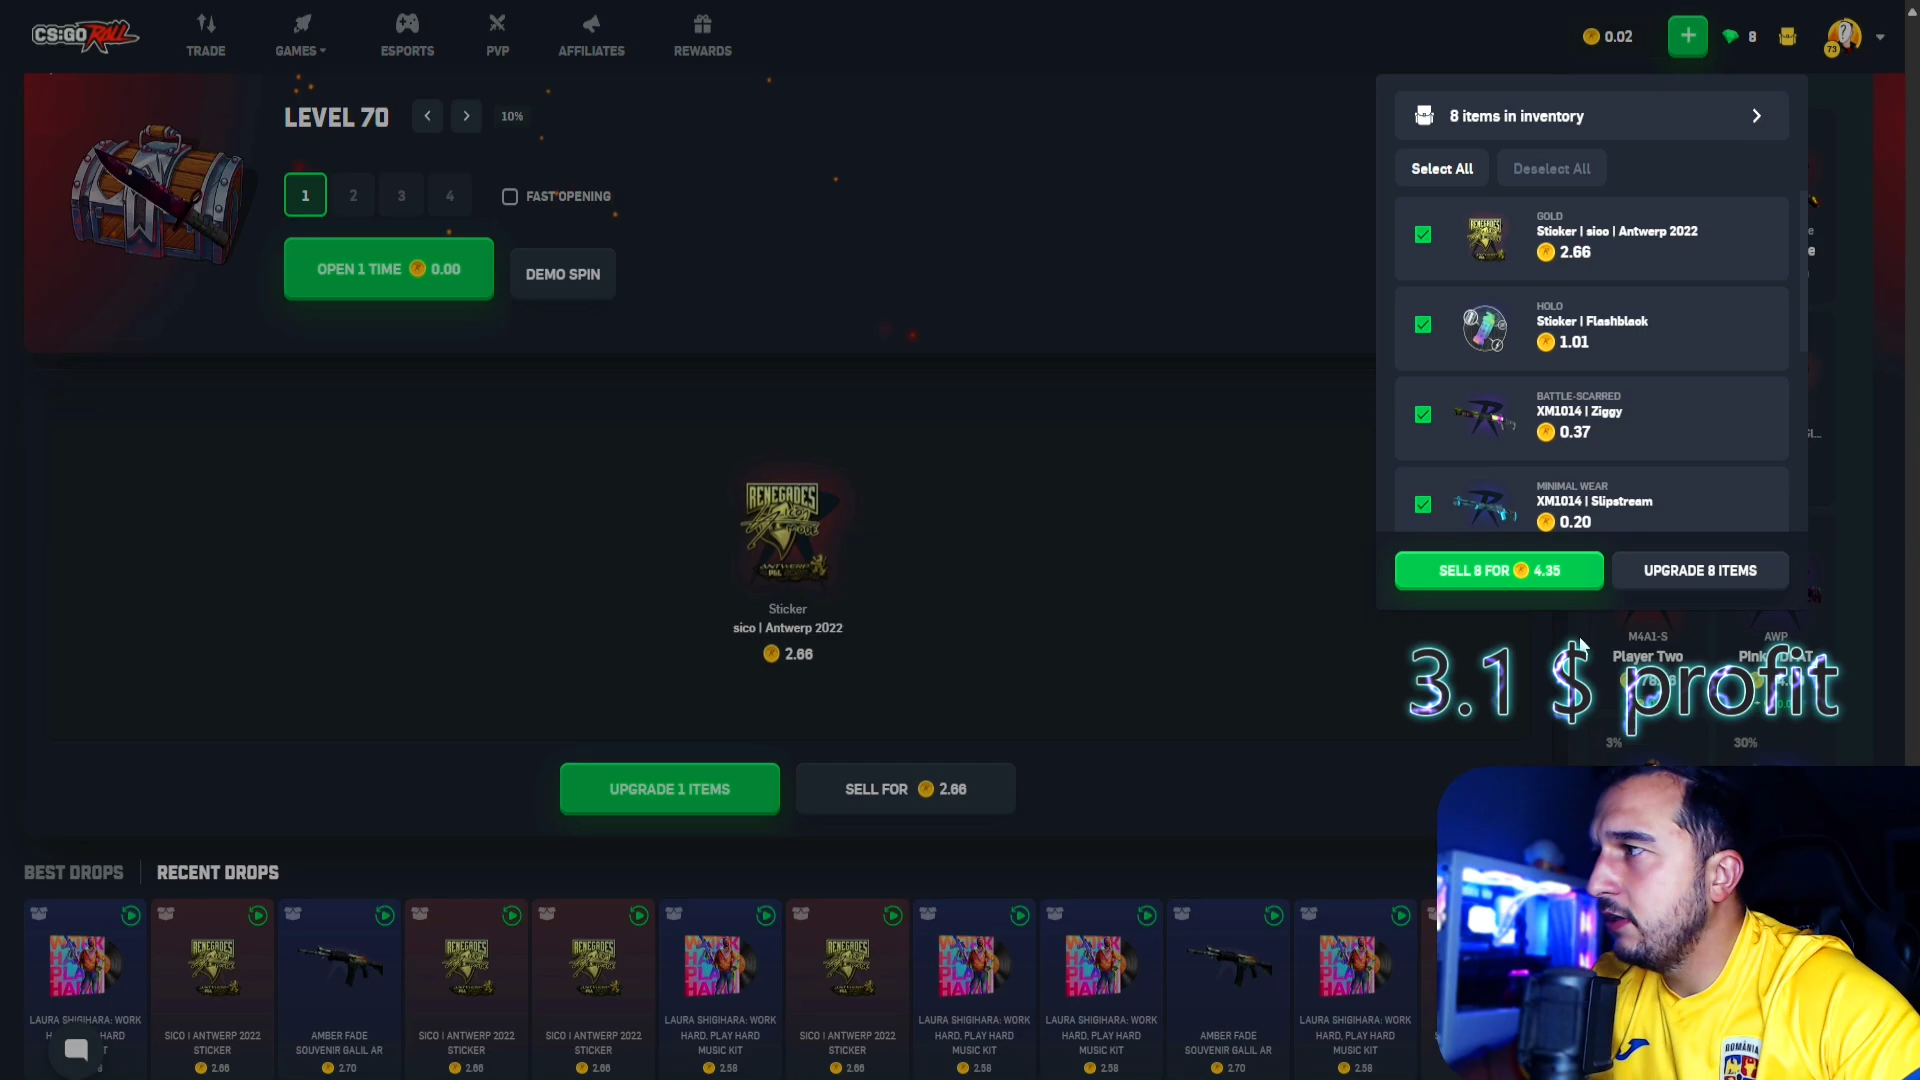 CS:GO ROLL
TRADE
GAMES
ESPORTS
PVP
AFFILIATES
REWARDS
0.02
8
73
LEVEL 70
10%
1
2
3
4
FAST OPENING
OPEN 1 TIME 0.00
DEMO SPIN
8 items in inventory
Select All
Deselect All
GOLD
Sticker | sico | Antwerp 2022
2.66
HOLO
Sticker | Flashblack
1.01
BATTLE-SCARRED
XM1014 | Ziggy
0.37
MINIMAL WEAR
XM1014 | Slipstream
0.20
SELL 8 FOR 4.35
UPGRADE 8 ITEMS
RENEGADES
ANTWERP
Sticker
sico | Antwerp 2022
2.66
M4A1-S
Player Two
AWP
3.1 $ profit
3%
30%
UPGRADE 1 ITEMS
SELL FOR 2.66
BEST DROPS
RECENT DROPS
LAURA SHIGIHARA: WORK
HARD
SICO | ANTWERP 2022
STICKER
2.66
AMBER FADE
SOUVENIR GALIL AR
2.70
SICO | ANTWERP 2022
STICKER
2.66
SICO | ANTWERP 2022
STICKER
2.66
LAURA SHIGIHARA: WORK
HARD, PLAY HARD
MUSIC KIT
2.58
SICO | ANTWERP 2022
STICKER
2.66
LAURA SHIGIHARA: WORK
HARD, PLAY HARD
MUSIC KIT
2.58
LAURA SHIGIHARA: WORK
HARD, PLAY HARD
MUSIC KIT
2.58
AMBER FADE
SOUVENIR GALIL AR
2.70
LAURA SHIGIHARA: WORK
HARD, PLAY HARD
MUSIC KIT
2.58
ROMÂNIA